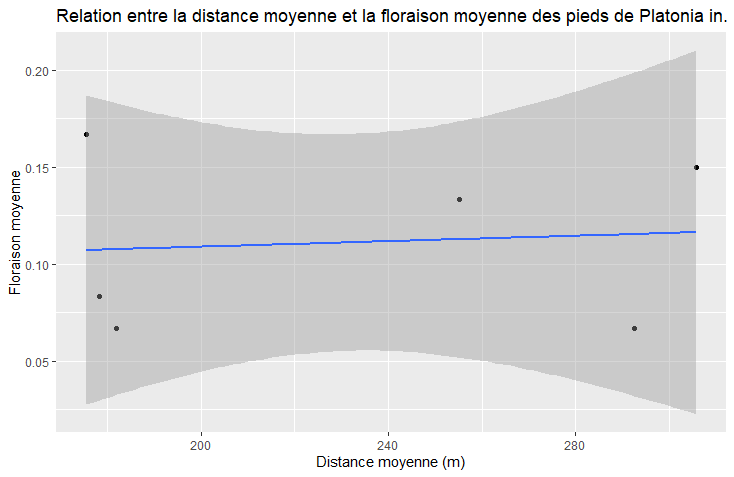 Relation entre la distance moyenne et la floraison moyenne des pieds de Platonia in.
0.20
0.15
0.10
0.05
Floraison moyenne
200
240
280
Distance moyenne (m)